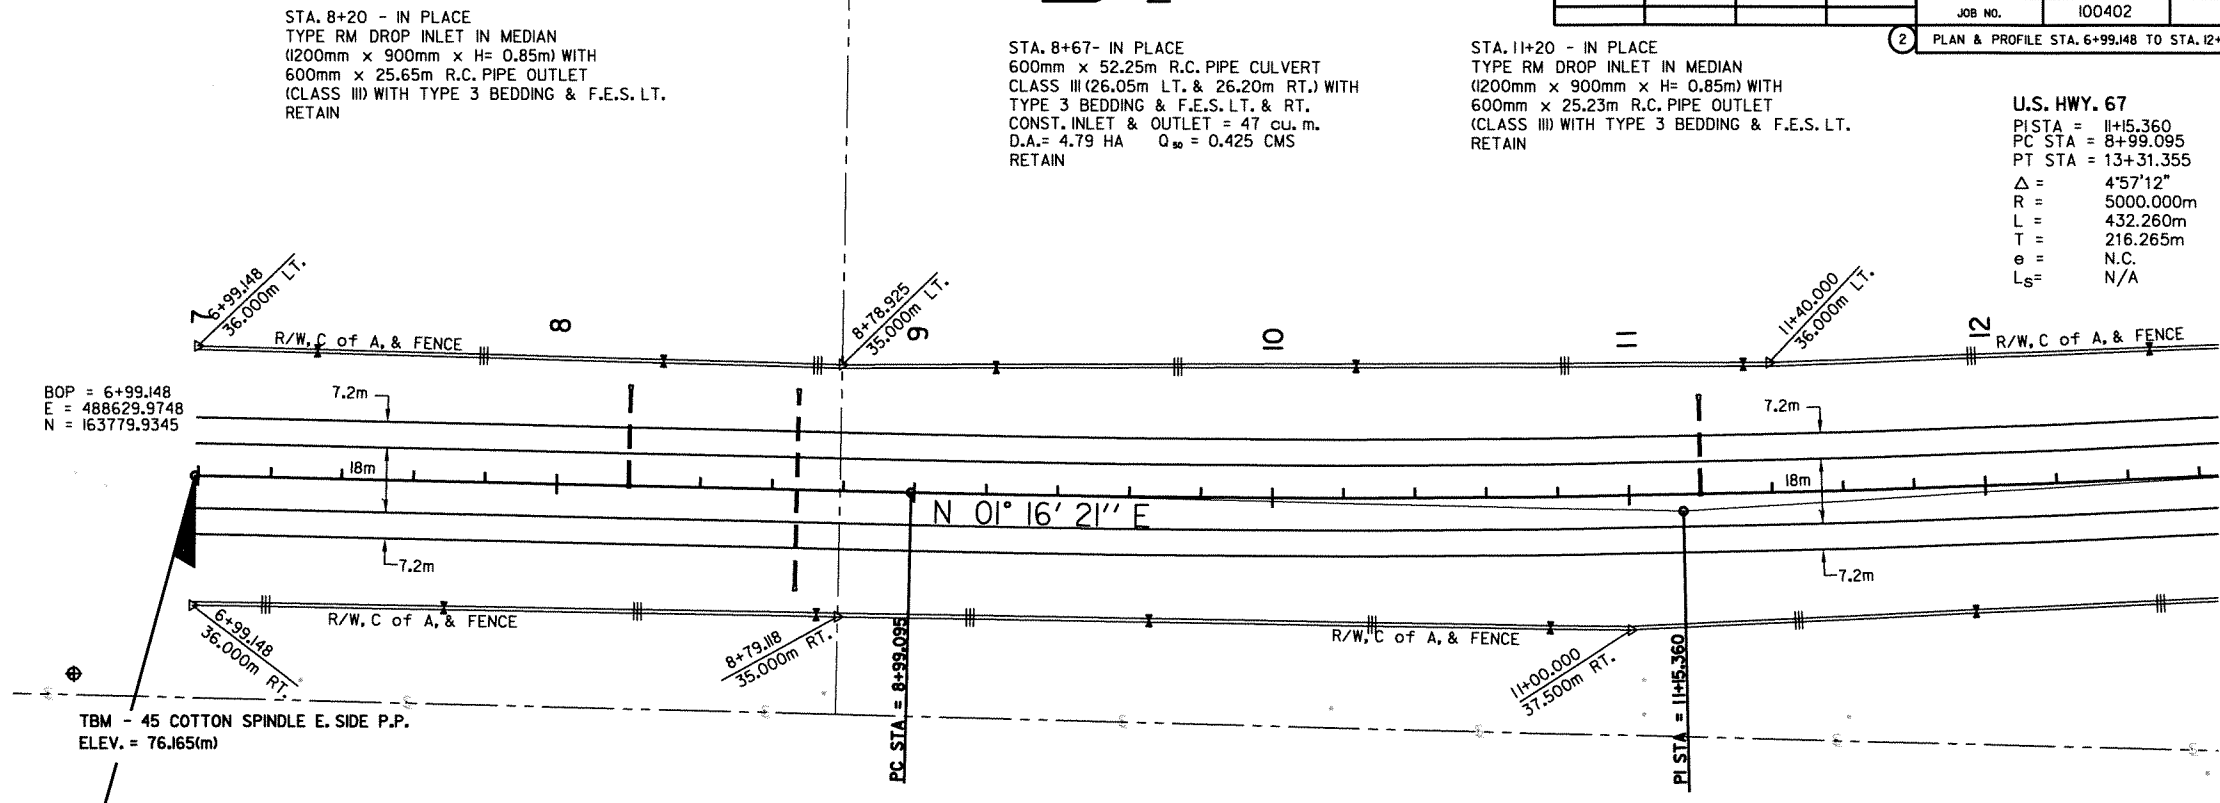 STA. 8+20 - IN PLACE
TYPE RM DROP INLET IN MEDIAN
(1200mm x 900mm x H= 0.85m) WITH
600mm x 25.65m R.C. PIPE OUTLET
(CLASS III) WITH TYPE 3 BEDDING & F.E.S. LT.
RETAIN
STA. 8+67- IN PLACE
600mm x 52.25m R.C. PIPE CULVERT
CLASS III (26.05m LT. & 26.20m RT.) WITH
TYPE 3 BEDDING & F.E.S. LT. & RT.
CONST. INLET & OUTLET = 47 cu. m.
D.A.= 4.79 HA Q50 = 0.425 CMS
RETAIN
STA. 11+20 - IN PLACE
TYPE RM DROP INLET IN MEDIAN
(1200mm x 900mm x H= 0.85m) WITH
600mm x 25.23m R.C. PIPE OUTLET
(CLASS III) WITH TYPE 3 BEDDING & F.E.S. LT.
RETAIN
JOB NO. 100402
2 PLAN & PROFILE STA. 6+99.148 TO STA. 12+
U.S. HWY. 67
PI STA = 11+15.360
PC STA = 8+99.095
PT STA = 13+31.355
Δ = 4°57'12"
R = 5000.000m
L = 432.260m
T = 216.265m
e = N.C.
Ls= N/A
7
6+99.148
36.000m LT.
R/W, C of A, & FENCE
8
8+78.925
35.000m LT.
9
10
11
11+40.000
36.000m LT.
12
R/W, C of A, & FENCE
BOP = 6+99.148
E = 488629.9748
N = 163779.9345
7.2m
7.2m
18m
18m
N 01° 16' 21'' E
7.2m
7.2m
6+99.148
36.000m RT.
R/W, C of A, & FENCE
8+79.118
35.000m RT.
PC STA = 8+99.095
R/W, C of A, & FENCE
11+00.000
37.500m RT.
PI STA = 11+15.360
TBM - 45 COTTON SPINDLE E. SIDE P.P.
ELEV. = 76.165(m)